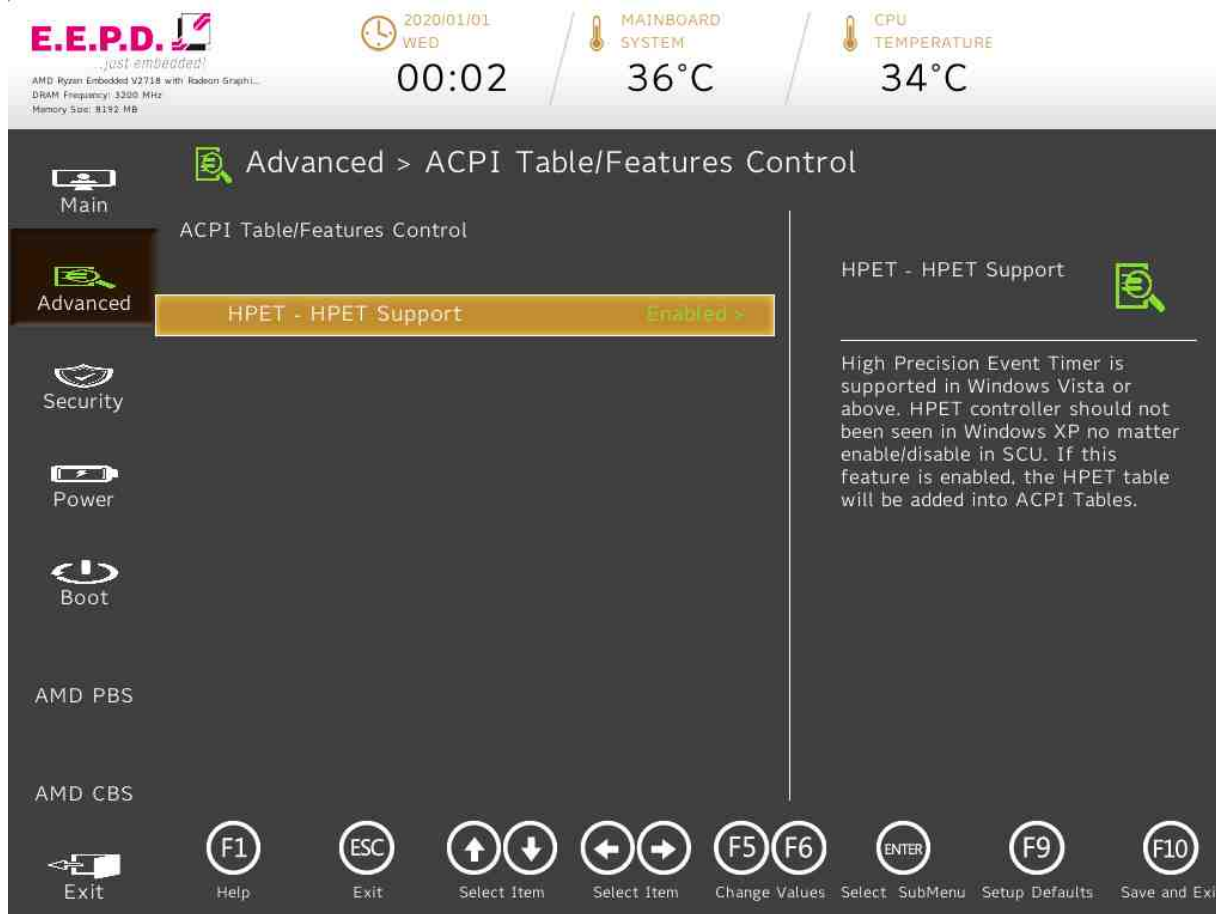 E.E.P.D.
...just embedded!
AMD Ryzen Embedded V2718 with Radeon Graphi...
DRAM Frequency: 3200 MHz
Memory Size: 8192 MB
2020/01/01
WED
00:02
MAINBOARD
SYSTEM
36°C
CPU
TEMPERATURE
34°C
Main
Advanced
Security
Power
Boot
AMD PBS
AMD CBS
Exit
Advanced > ACPI Table/Features Control
ACPI Table/Features Control
HPET - HPET Support Enabled >
HPET - HPET Support
High Precision Event Timer is
supported in Windows Vista or
above. HPET controller should not
been seen in Windows XP no matter
enable/disable in SCU. If this
feature is enabled, the HPET table
will be added into ACPI Tables.
F1 ESC F5 F6 ENTER F9 F10
Help Exit Select Item Select Item Change Values Select SubMenu Setup Defaults Save and Exi